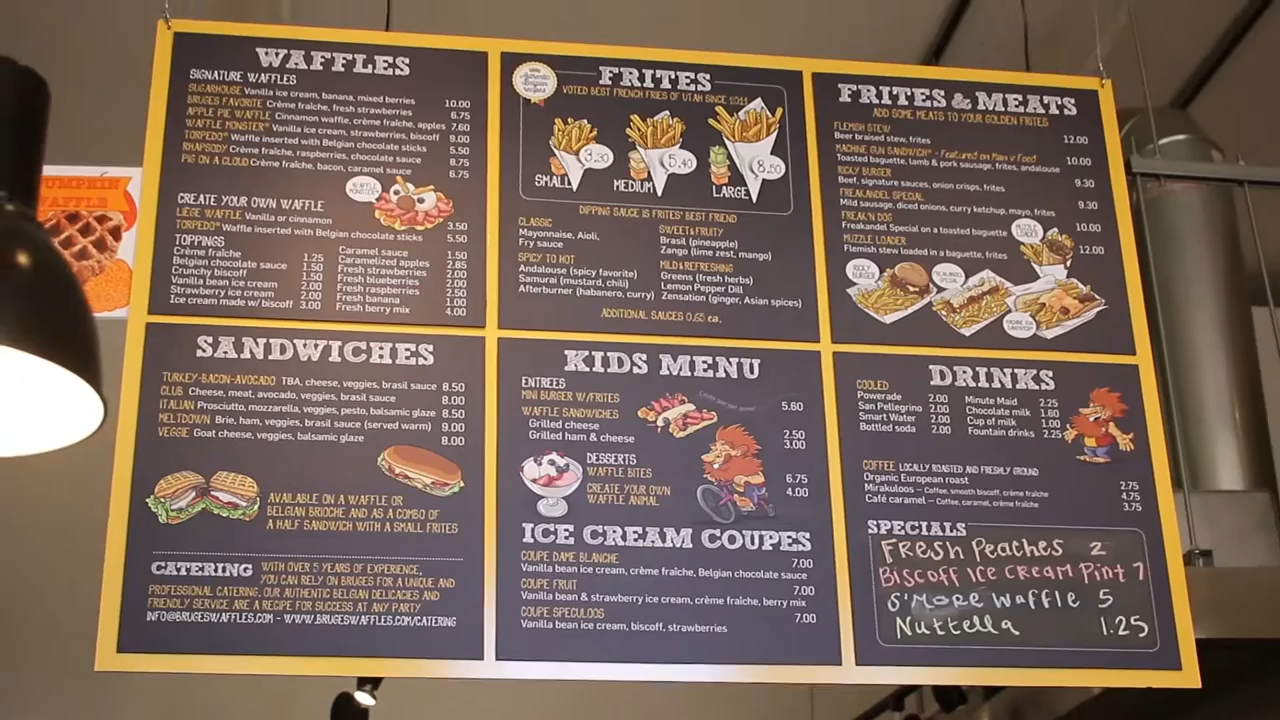 PUMPKIN
WAFFLE
WAFFLES
SIGNATURE WAFFLES
SUGARHOUSE Vanilla ice cream, banana, mixed berries 10.00
BRUGES FAVORITE Crème fraîche, fresh strawberries 6.75
APPLE PIE WAFFLE Cinnamon waffle, crème fraîche, apples 7.60
WAFFLE MONSTER® Vanilla ice cream, strawberries, biscoff 9.00
TORPEDO® Waffle inserted with Belgian chocolate sticks 5.50
RHAPSODY Crème fraîche, raspberries, chocolate sauce 8.75
PIG ON A CLOUD Crème fraîche, bacon, caramel sauce 6.75
WAFFLE
MONSTER®
CREATE YOUR OWN WAFFLE
LIÈGE WAFFLE Vanilla or cinnamon 3.50
TORPEDO® Waffle inserted with Belgian chocolate sticks 5.50
TOPPINGS
Crème fraîche 1.25
Belgian chocolate sauce 1.50
Crunchy biscoff 1.50
Vanilla bean ice cream 2.00
Strawberry ice cream 2.00
Ice cream made w/ biscoff 3.00
Caramel sauce 1.50
Caramelized apples 2.85
Fresh strawberries 2.00
Fresh blueberries 2.00
Fresh raspberries 2.50
Fresh banana 1.00
Fresh berry mix 4.00
FRITES
Authentic
Belgian
recipes
VOTED BEST FRENCH FRIES OF UTAH SINCE 2011
3.30
5.40
8.50
SMALL
MEDIUM
LARGE
DIPPING SAUCE IS FRITES' BEST FRIEND
CLASSIC
Mayonnaise, Aioli,
Fry sauce
SPICY TO HOT
Andalouse (spicy favorite)
Samurai (mustard, chili)
Afterburner (habanero, curry)
SWEET & FRUITY
Brasil (pineapple)
Zango (lime zest, mango)
MILD & REFRESHING
Greens (fresh herbs)
Lemon Pepper Dill
Zensation (ginger, Asian spices)
ADDITIONAL SAUCES 0.65 ea.
FRITES & MEATS
ADD SOME MEATS TO YOUR GOLDEN FRITES
FLEMISH STEW
Beer braised stew, frites 12.00
MACHINE GUN SANDWICH® - Featured on Man v Food
Toasted baguette, lamb & pork sausage, frites, andalouse 10.00
RICKY BURGER
Beef, signature sauces, onion crisps, frites 9.30
FREAKANDEL SPECIAL
Mild sausage, diced onions, curry ketchup, mayo, frites 9.30
FREAK'N DOG
Freakandel Special on a toasted baguette 10.00
MUZZLE LOADER
Flemish stew loaded in a baguette, frites 12.00
MUZZLE
LOADER
RICKY
BURGER
FREAKANDEL
SPECIAL
MACHINE GUN
SANDWICH®
SANDWICHES
TURKEY-BACON-AVOCADO TBA, cheese, veggies, brasil sauce 8.50
CLUB Cheese, meat, avocado, veggies, brasil sauce 8.00
ITALIAN Prosciutto, mozzarella, veggies, pesto, balsamic glaze 8.50
MELTDOWN Brie, ham, veggies, brasil sauce (served warm) 9.00
VEGGIE Goat cheese, veggies, balsamic glaze 8.00
AVAILABLE ON A WAFFLE OR
BELGIAN BRIOCHE AND AS A COMBO OF
A HALF SANDWICH WITH A SMALL FRITES
CATERING WITH OVER 5 YEARS OF EXPERIENCE,
YOU CAN RELY ON BRUGES FOR A UNIQUE AND
PROFESSIONAL CATERING. OUR AUTHENTIC BELGIAN DELICACIES AND
FRIENDLY SERVICE ARE A RECIPE FOR SUCCESS AT ANY PARTY
INFO@BRUGESWAFFLES.COM - WWW.BRUGESWAFFLES.COM/CATERING
KIDS MENU
ENTREES
MINI BURGER W/FRITES 5.60
WAFFLE SANDWICHES
Grilled cheese 2.50
Grilled ham & cheese 3.00
DESSERTS
WAFFLE BITES 6.75
CREATE YOUR OWN 4.00
WAFFLE ANIMAL
ICE CREAM COUPES
COUPE DAME BLANCHE 7.00
Vanilla bean ice cream, crème fraîche, Belgian chocolate sauce
COUPE FRUIT 7.00
Vanilla bean & strawberry ice cream, crème fraîche, berry mix
COUPE SPECULOOS 7.00
Vanilla bean ice cream, biscoff, strawberries
DRINKS
COOLED
Powerade 2.00
San Pellegrino 2.00
Smart Water 2.00
Bottled soda 2.00
Minute Maid 2.25
Chocolate milk 1.60
Cup of milk 1.00
Fountain drinks 2.25
COFFEE LOCALLY ROASTED AND FRESHLY GROUND
Organic European roast 2.75
Mirakuloos – Coffee, smooth biscoff, crème fraîche 4.75
Café caramel – Coffee, caramel, crème fraîche 3.75
SPECIALS
FRESH PeacHES 2
BISCOFF ICE CREAM Pint 7
S'MORE Waffle 5
Nuttella 1.25